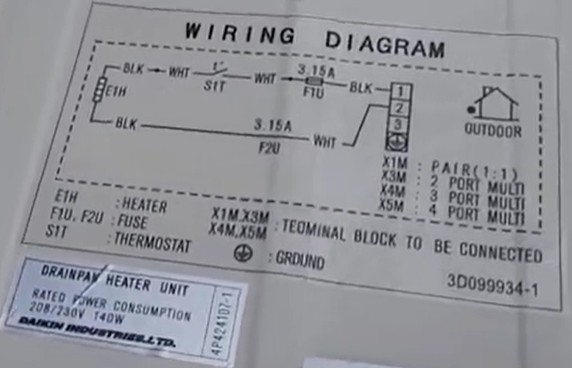 WIRING DIAGRAM
BLK WHT S1T WHT 3.15A F1U BLK 1
E1H
2
3
BLK 3.15A F2U WHT
OUTDOOR
X1M : PAIR(1:1)
X3M : 2 PORT MULTI
X4M : 3 PORT MULTI
X5M : 4 PORT MULTI
E1H : HEATER
F1U, F2U : FUSE
S1T : THERMOSTAT
X1M, X3M
X4M, X5M : TEOMINAL BLOCK TO BE CONNECTED
: GROUND
3D099934-1
DRAINPAN HEATER UNIT
RATED POWER CONSUMPTION
208/230V 140W
DAIKIN INDUSTRIES, LTD.
4P424107-1